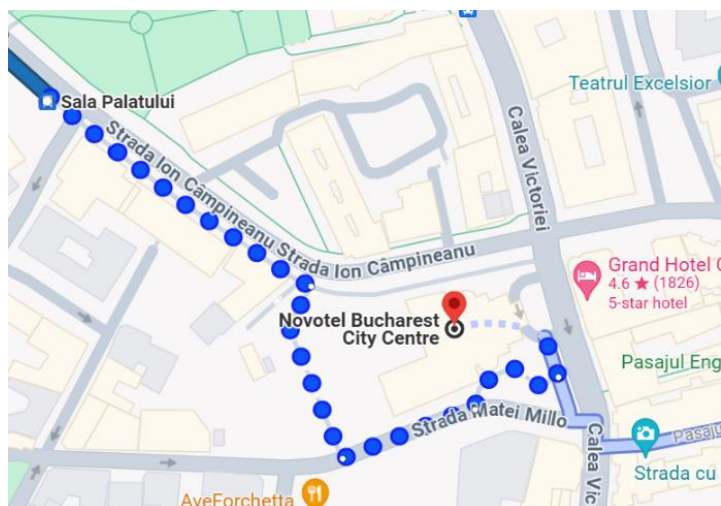 Sala Palatului
Teatrul Excelsior
Strada Ion Câmpineanu
Strada Ion Câmpineanu
Calea Victoriei
Grand Hotel C
4.6 ★ (1826)
5-star hotel
Novotel Bucharest
City Centre
Pasajul Eng
Strada Matei Millo
Calea Vic
Pasaju
Strada cu
AveForchetta